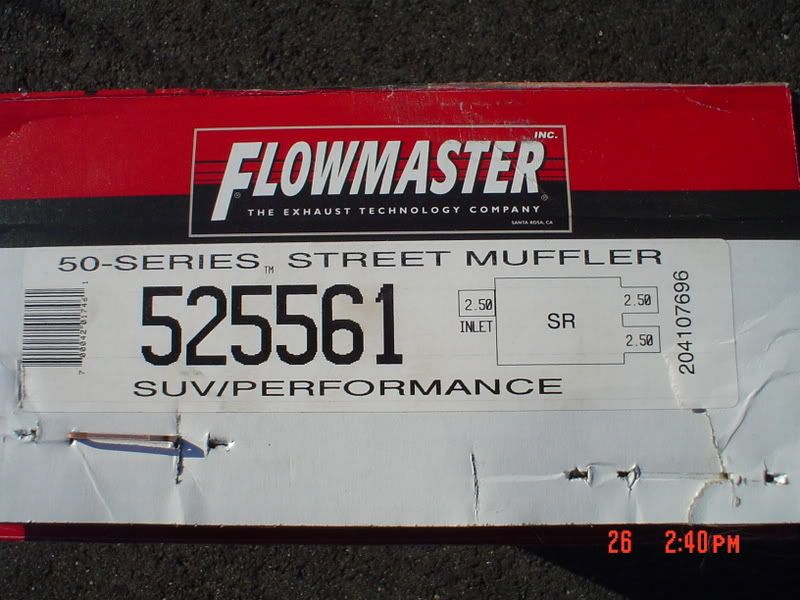 INC.
FLOWMASTER®
THE EXHAUST TECHNOLOGY COMPANY
SANTA ROSA, CA
50-SERIES™ STREET MUFFLER
525561
2.50
INLET
SR
2.50
2.50
204107696
SUV/PERFORMANCE
26 2:40PM